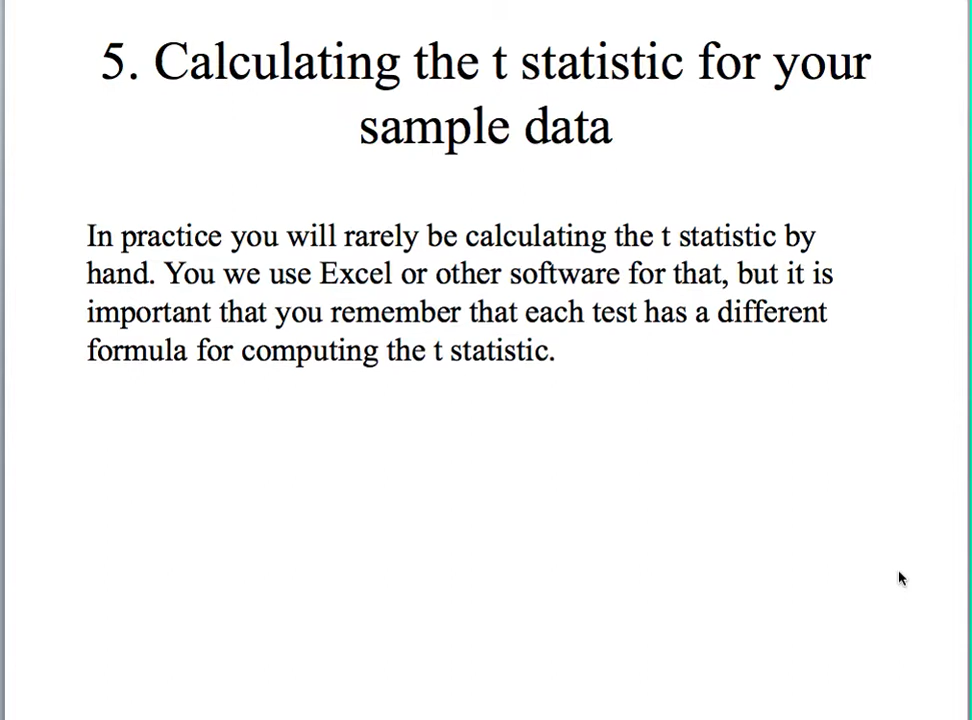 5. Calculating the t statistic for your
sample data
In practice you will rarely be calculating the t statistic by
hand. You we use Excel or other software for that, but it is
important that you remember that each test has a different
formula for computing the t statistic.